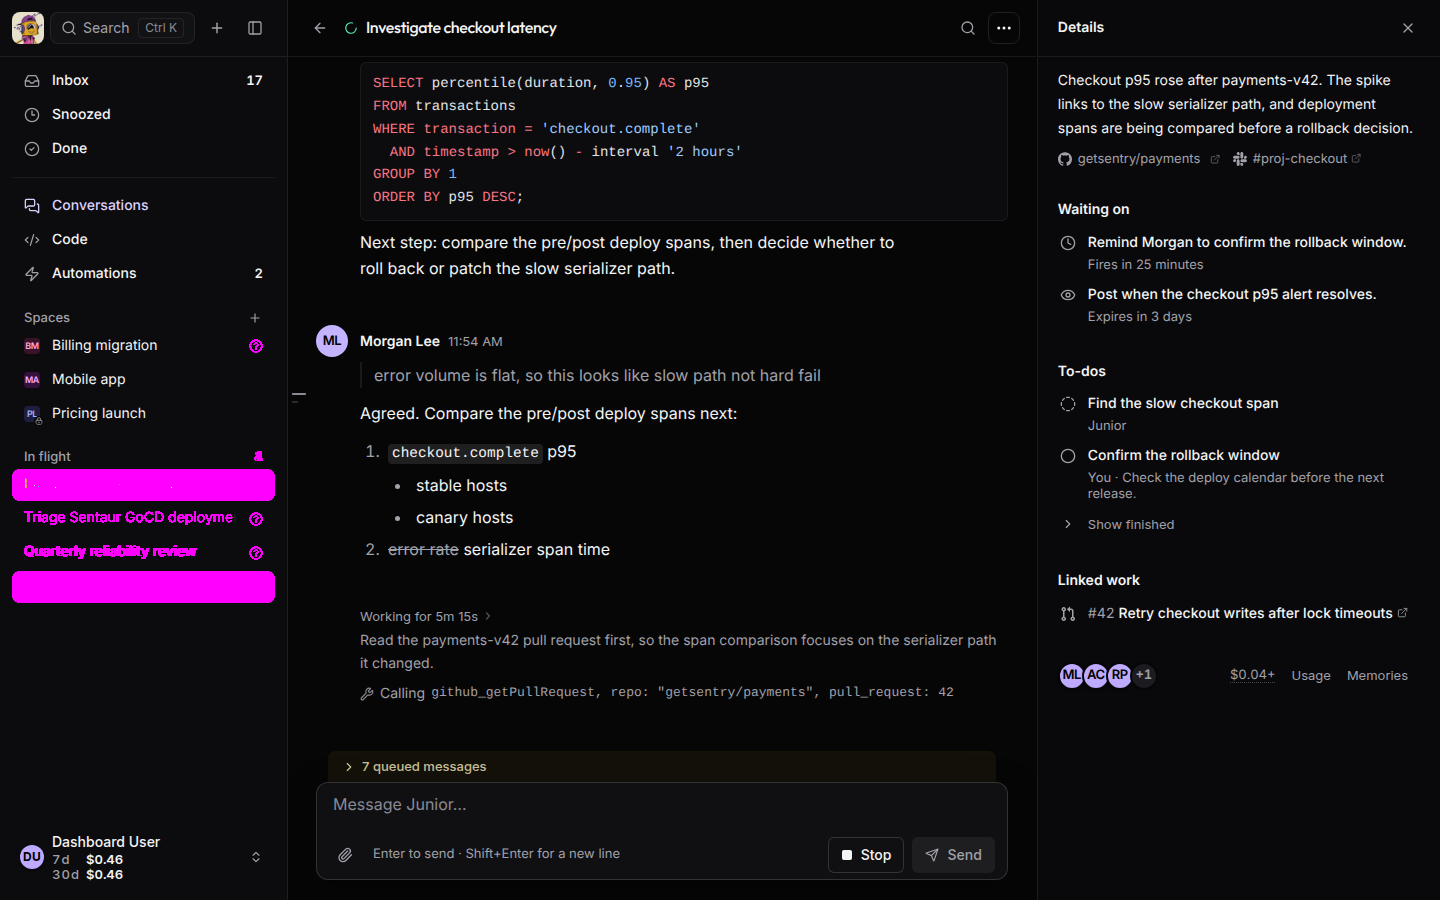 Search Ctrl K
Inbox 17
Snoozed
Done
Conversations
Code
Automations 2
Spaces
BM Billing migration
MA Mobile app
PL Pricing launch
In flight
Triage Sentaur GoCD deployme
Quarterly reliability review
DU Dashboard User
7d $0.46
30d $0.46
Investigate checkout latency
SELECT percentile(duration, 0.95) AS p95
FROM transactions
WHERE transaction = 'checkout.complete'
AND timestamp > now() - interval '2 hours'
GROUP BY 1
ORDER BY p95 DESC;
Next step: compare the pre/post deploy spans, then decide whether to
roll back or patch the slow serializer path.
ML Morgan Lee 11:54 AM
error volume is flat, so this looks like slow path not hard fail
Agreed. Compare the pre/post deploy spans next:
1. checkout.complete p95
• stable hosts
• canary hosts
2. error rate serializer span time
Working for 5m 15s
Read the payments-v42 pull request first, so the span comparison focuses on the serializer path
it changed.
Calling github_getPullRequest, repo: "getsentry/payments", pull_request: 42
7 queued messages
Message Junior...
Enter to send · Shift+Enter for a new line
Stop
Send
Details
Checkout p95 rose after payments-v42. The spike
links to the slow serializer path, and deployment
spans are being compared before a rollback decision.
getsentry/payments #proj-checkout
Waiting on
Remind Morgan to confirm the rollback window.
Fires in 25 minutes
Post when the checkout p95 alert resolves.
Expires in 3 days
To-dos
Find the slow checkout span
Junior
Confirm the rollback window
You · Check the deploy calendar before the next
release.
Show finished
Linked work
#42 Retry checkout writes after lock timeouts
ML AC RP +1 $0.04+ Usage Memories